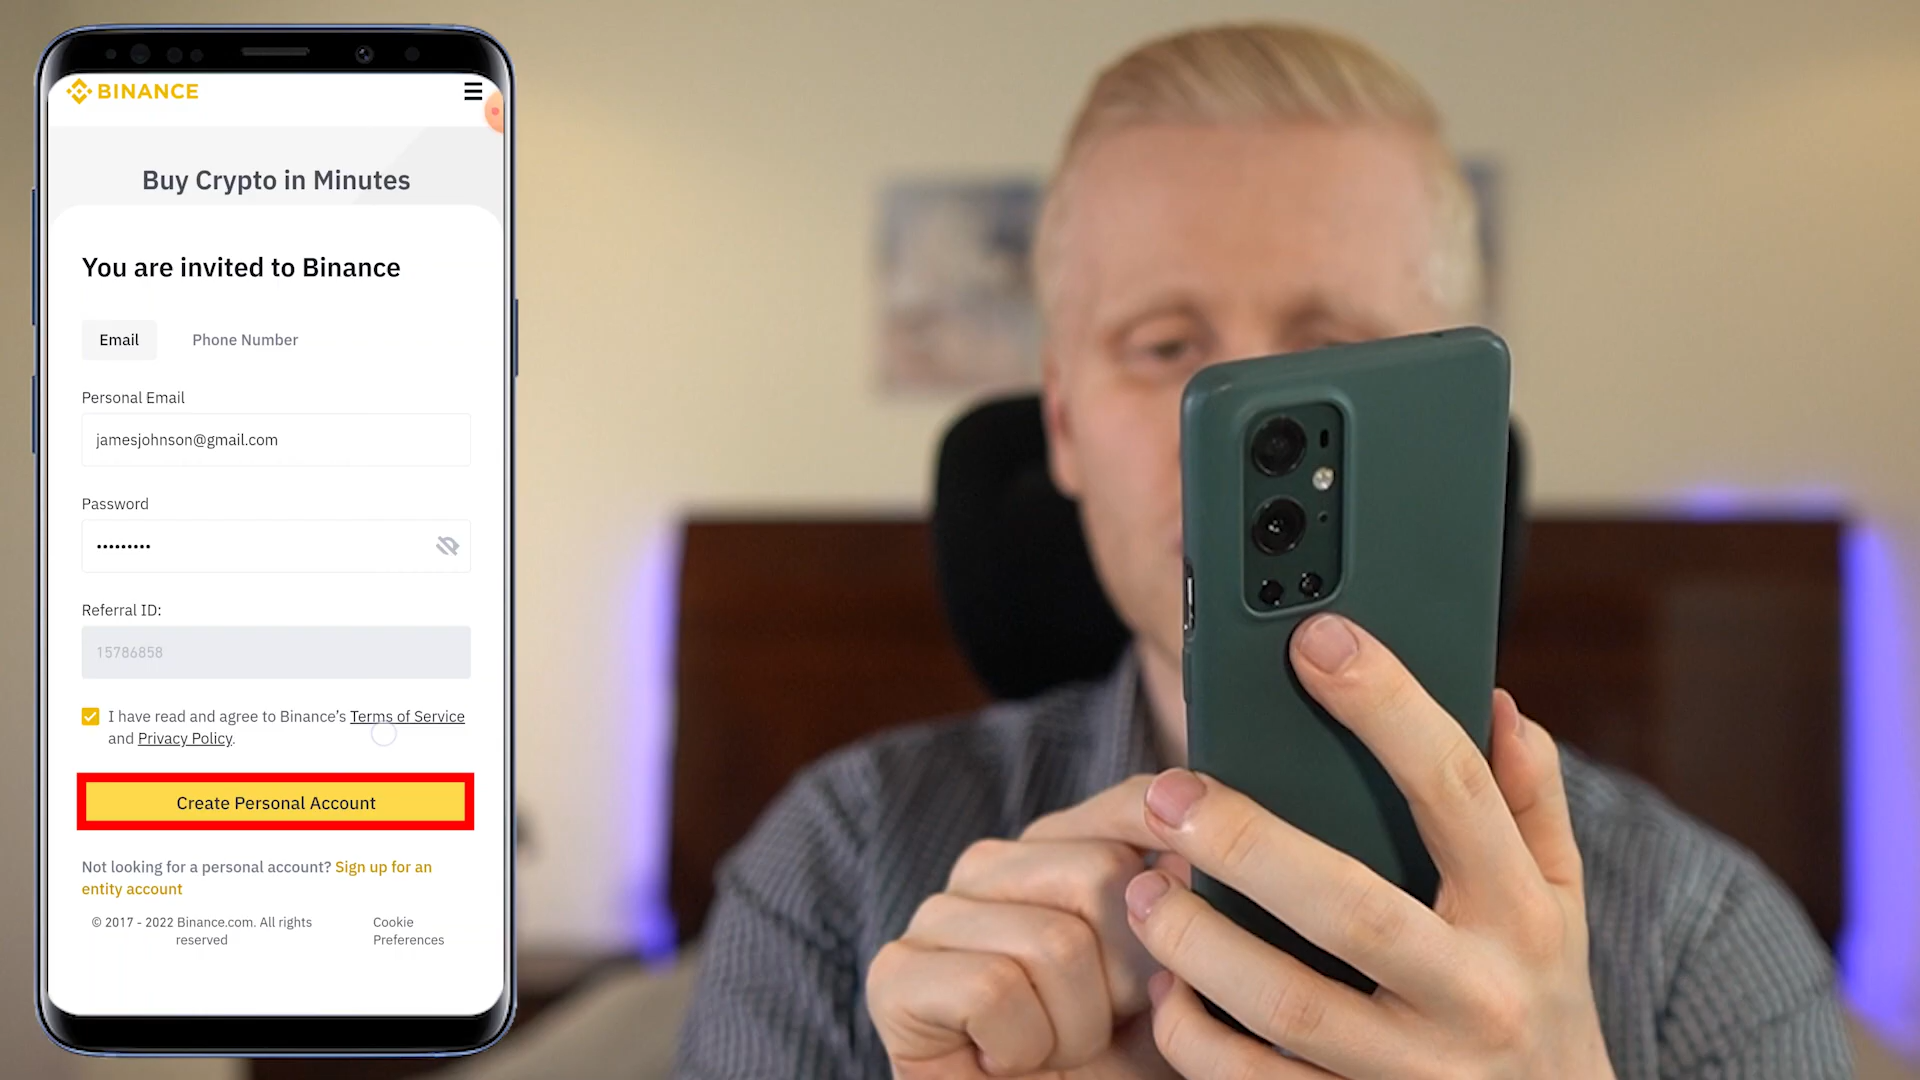 BINANCE
Buy Crypto in Minutes
You are invited to Binance
Email
Phone Number
Personal Email
jamesjohnson@gmail.com
Password
•••••••••
Referral ID:
15786858
I have read and agree to Binance’s Terms of Service
and Privacy Policy.
Create Personal Account
Not looking for a personal account? Sign up for an
entity account
© 2017 - 2022 Binance.com. All rights
reserved
Cookie
Preferences